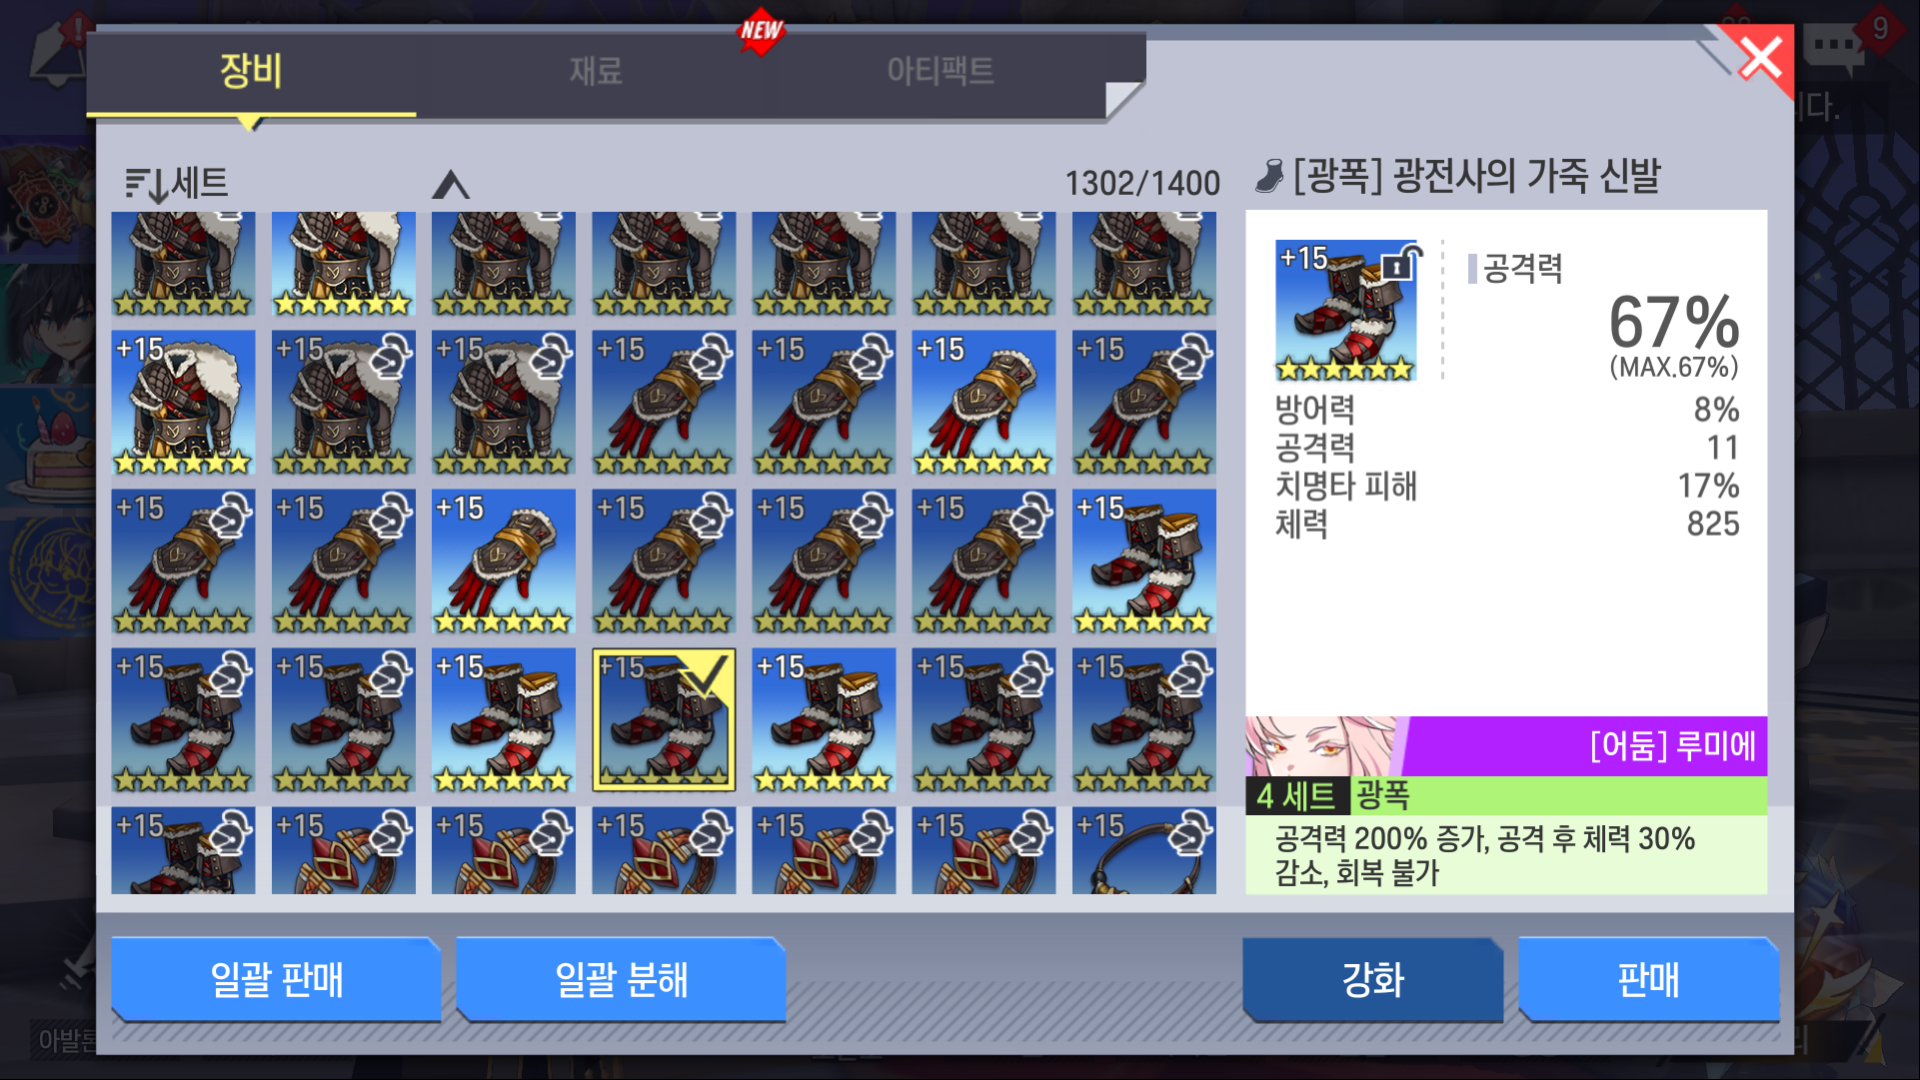 장비
재료
NEW
아티팩트
9
니다.
세트
1302/1400
[광폭] 광전사의 가죽 신발
+15
공격력
67%
(MAX.67%)
방어력 8%
공격력 11
치명타 피해 17%
체력 825
+15 +15 +15 +15 +15 +15 +15
+15 +15 +15 +15 +15 +15 +15
+15 +15 +15 +15 +15 +15 +15
+15 +15 +15 +15 +15 +15 +15
[어둠] 루미에
4 세트 광폭
공격력 200% 증가, 공격 후 체력 30%
감소, 회복 불가
일괄 판매
일괄 분해
강화
판매
아발론